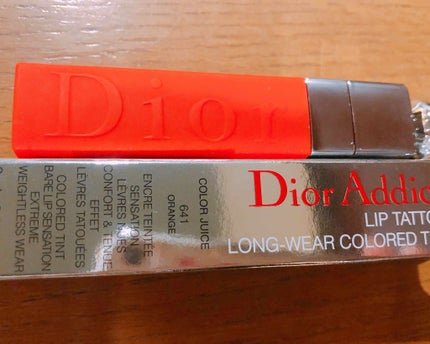 Dior
Dior Addic
LIP TATTO
LONG-WEAR COLORED T
COLOR JUICE
641
ORANGE
ENCRE TEINTÉE
SENSATION
LÈVRES NUES
CONFORT & TENUE
EFFET
LÈVRES TATOUÉES
COLORED TINT
BARE LIP SENSATION
EXTREME
WEIGHTLESS WEAR